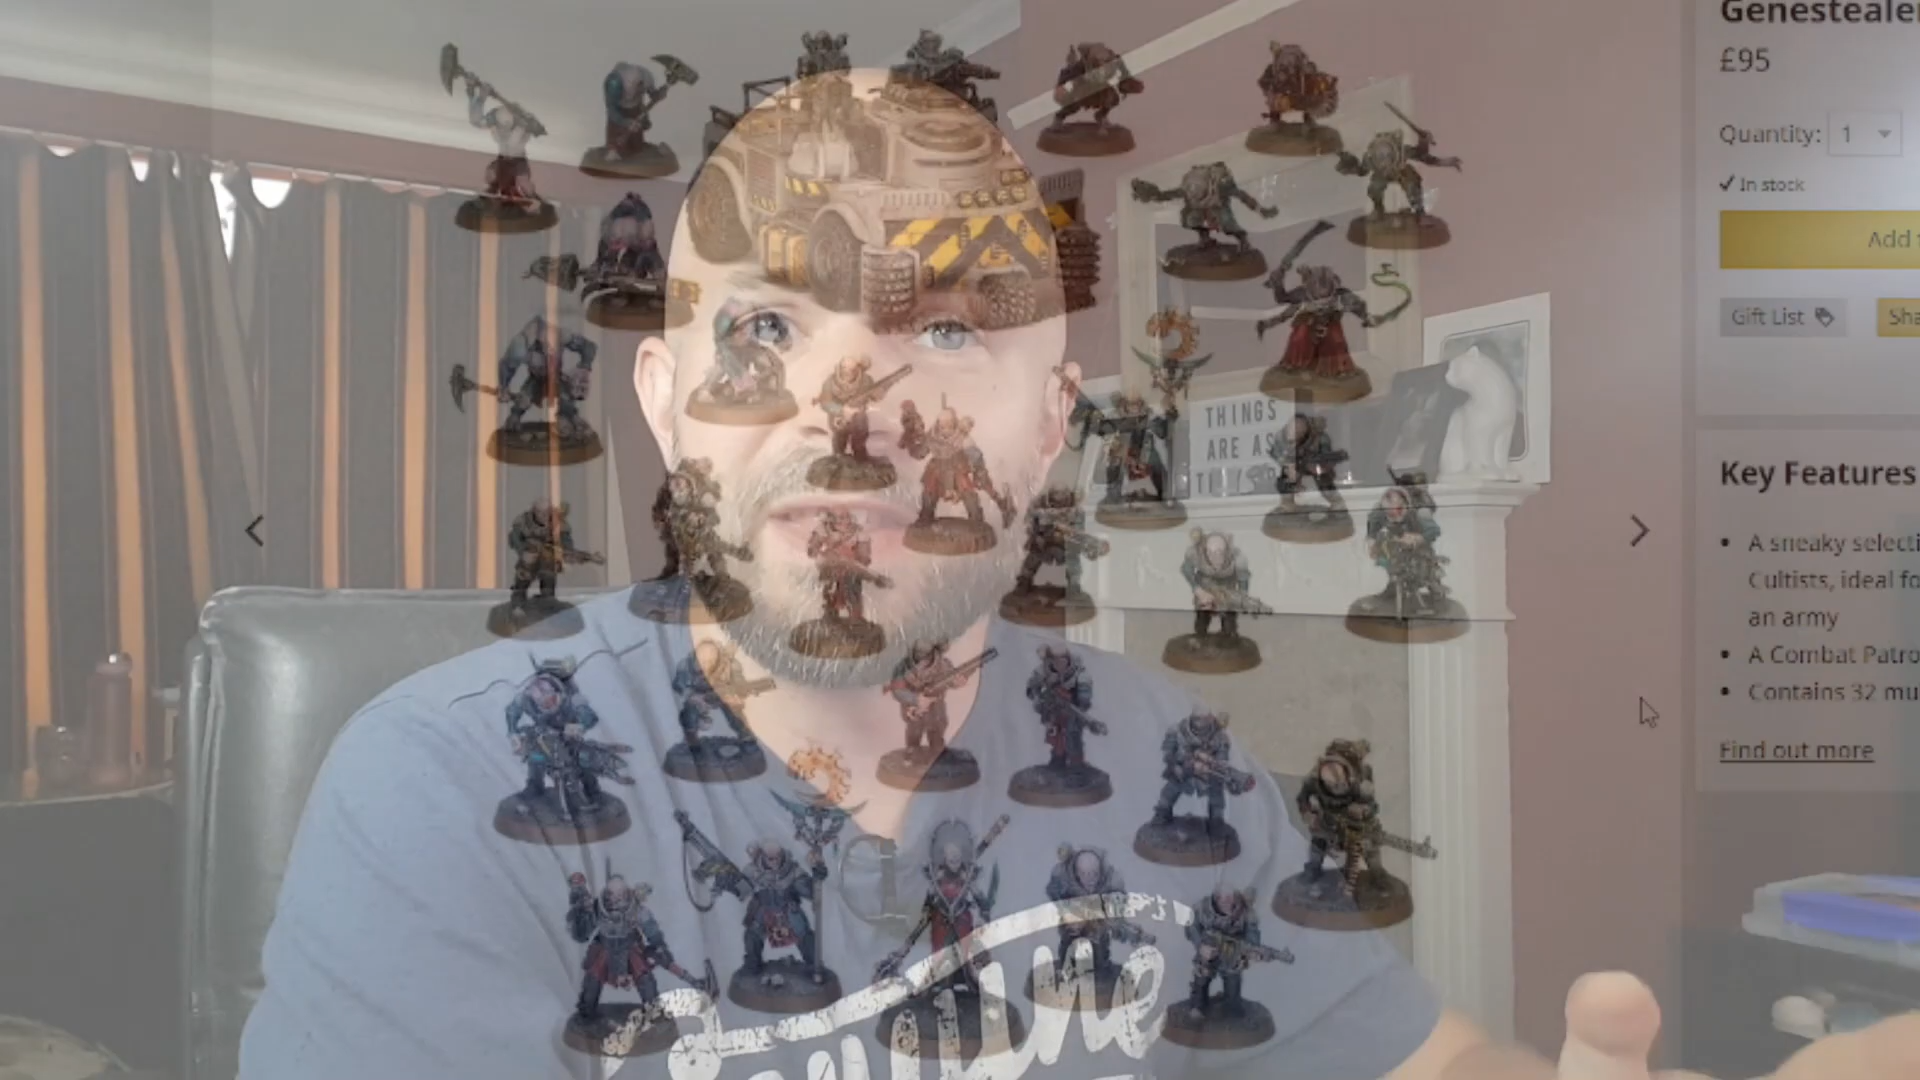 Genestealer
£95
Quantity: 1
In stock
Add
Gift List
Sha
Key Features
A sneaky selecti
Cultists, ideal fo
an army
A Combat Patro
Contains 32 mu
Find out more
THINGS
ARE AS